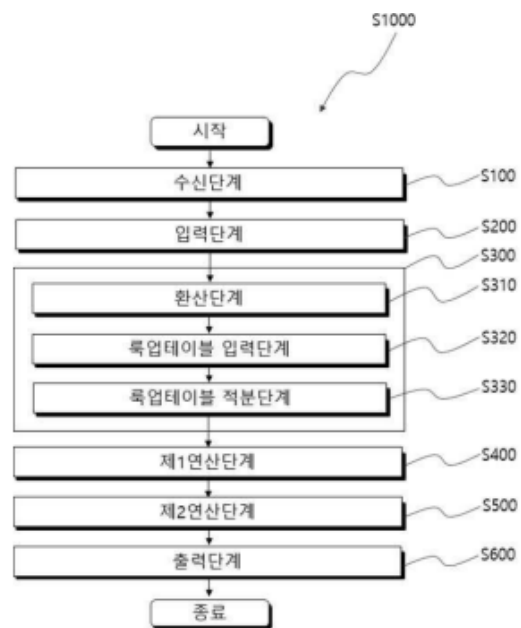 S1000
시작
수신단계 S100
입력단계 S200
S300
환산단계 S310
룩업테이블 입력단계 S320
룩업테이블 적분단계 S330
제1연산단계 S400
제2연산단계 S500
출력단계 S600
종료